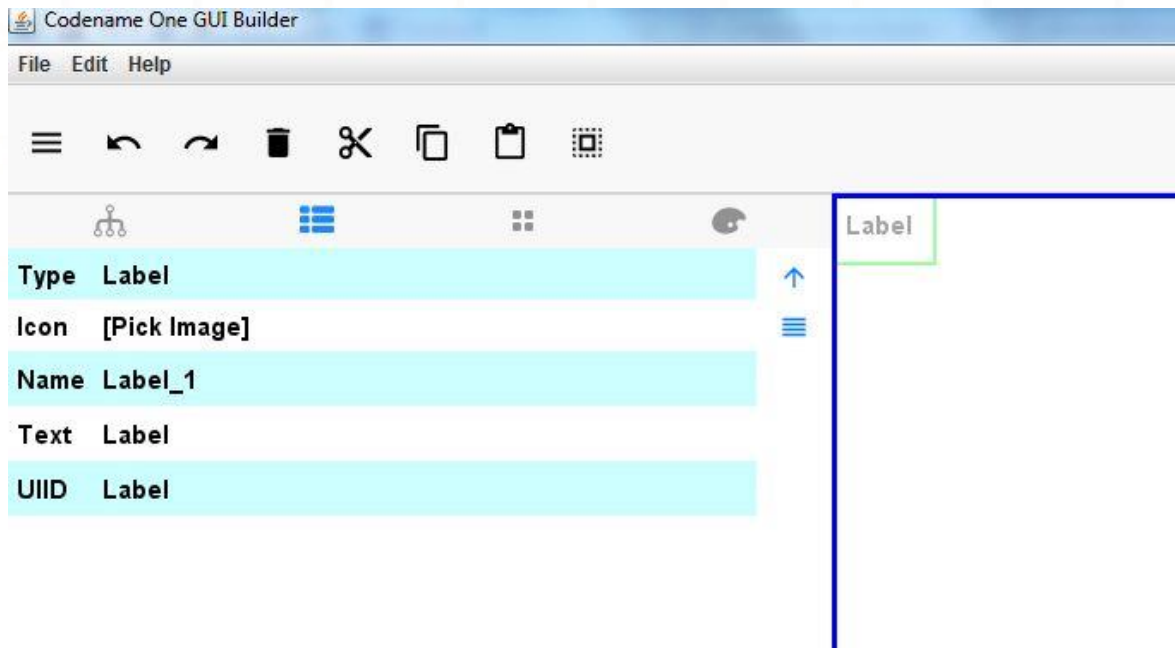 Codename One GUI Builder
File Edit Help
Label
Type Label
Icon [Pick Image]
Name Label_1
Text Label
UIID Label